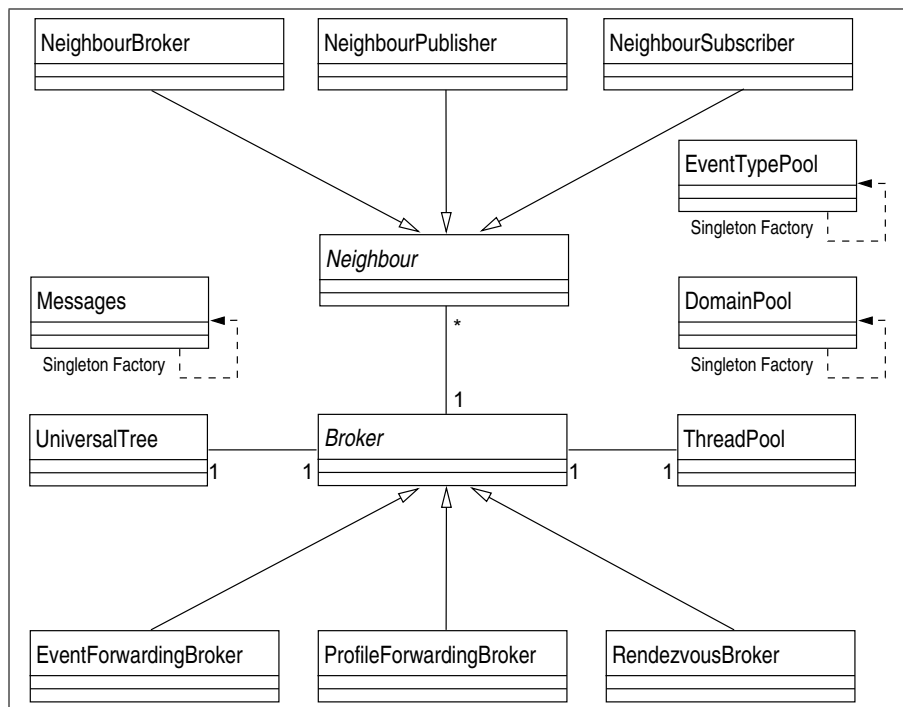 NeighbourBroker
NeighbourPublisher
NeighbourSubscriber
EventTypePool
Singleton Factory
Neighbour
Messages
Singleton Factory
DomainPool
Singleton Factory
*
1
UniversalTree
Broker
ThreadPool
1
1
1
1
EventForwardingBroker
ProfileForwardingBroker
RendezvousBroker